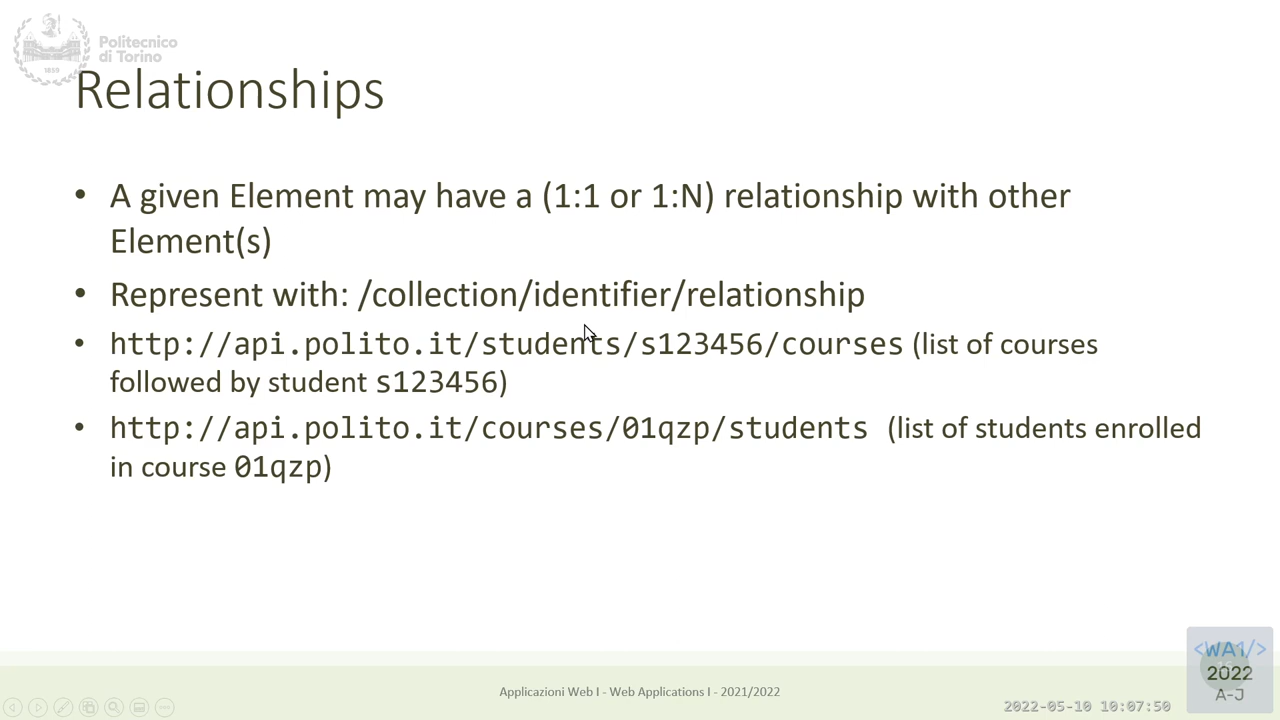 Politecnico
di Torino
1859
Relationships
• A given Element may have a (1:1 or 1:N) relationship with other
Element(s)
• Represent with: /collection/identifier/relationship
• http://api.polito.it/students/s123456/courses (list of courses
followed by student s123456)
• http://api.polito.it/courses/01qzp/students (list of students enrolled
in course 01qzp)
Applicazioni Web I - Web Applications I - 2021/2022
2022-05-10 10:07:50
<WA1/>
2022
A-J